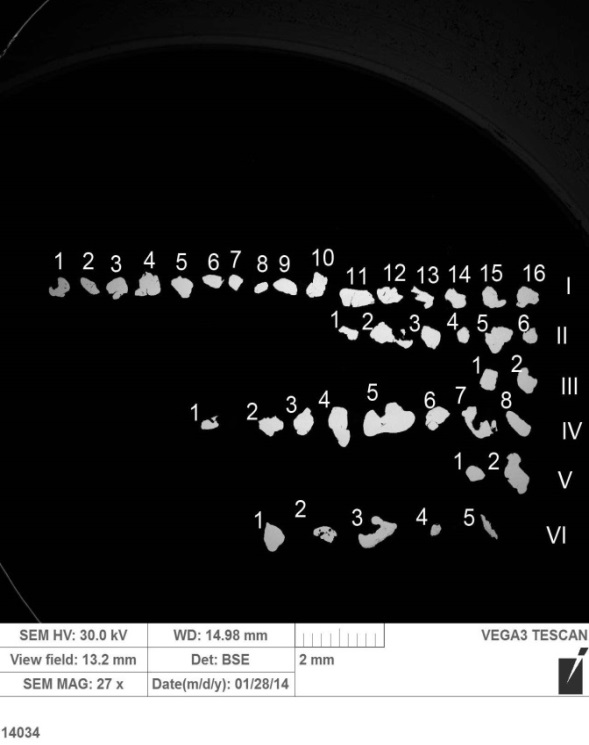 1 2 3 4 5 6 7 8 9 10 11 12 13 14 15 16 I
1 2 3 4 5 6 II
1 2 III
1 2 3 4 5 6 7 8 IV
1 2 V
1 2 3 4 5 VI
SEM HV: 30.0 kV WD: 14.98 mm VEGA3 TESCAN
View field: 13.2 mm Det: BSE 2 mm
SEM MAG: 27 x Date(m/d/y): 01/28/14
14034